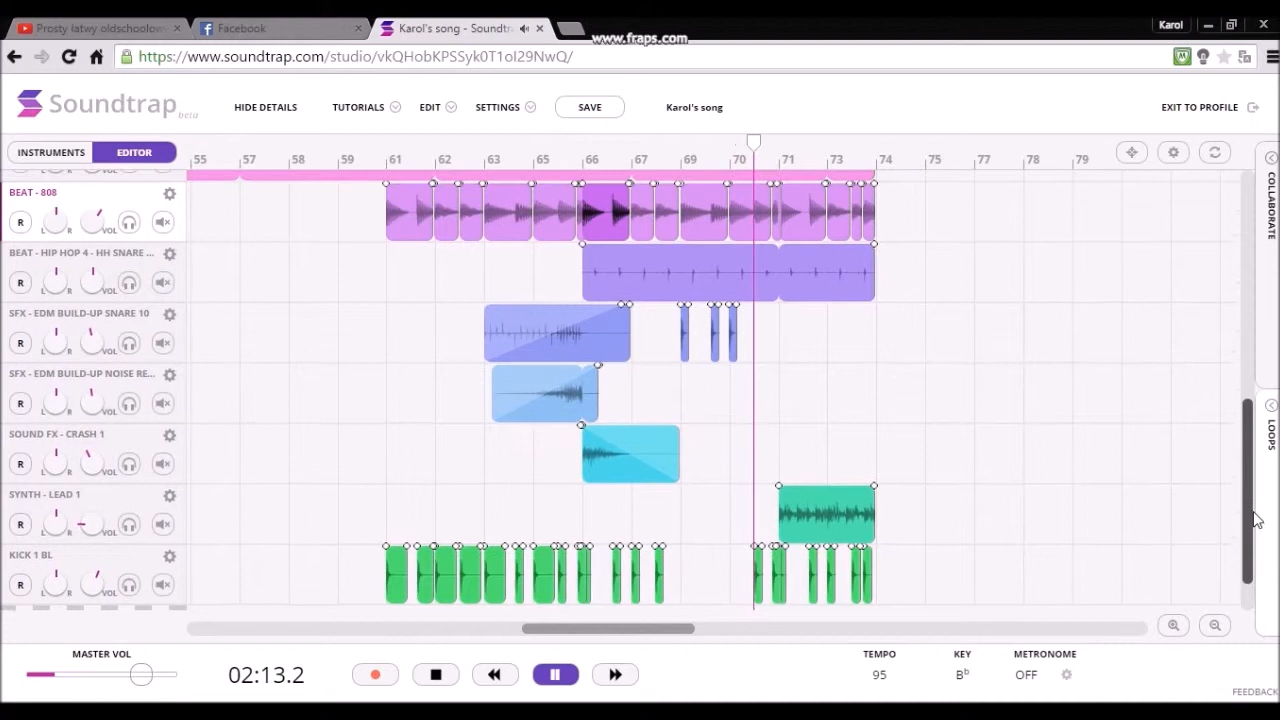 Prosty łatwy oldschoolow
Facebook
Karol's song - Soundtra
Karol
www.fraps.com
https://www.soundtrap.com/studio/vkQHobKPSSyk0T1oI29NwQ/
Soundtrap
beta
HIDE DETAILS
TUTORIALS
EDIT
SETTINGS
SAVE
Karol's song
EXIT TO PROFILE
INSTRUMENTS
EDITOR
55 57 58 59 61 62 63 65 66 67 69 70 71 73 74 75 77 78 79
COLLABORATE
LOOPS
BEAT - 808
R L R VOL
BEAT - HIP HOP 4 - HH SNARE ...
R L R VOL
SFX - EDM BUILD-UP SNARE 10
R L R VOL
SFX - EDM BUILD-UP NOISE RE...
R L R VOL
SOUND FX - CRASH 1
R L R VOL
SYNTH - LEAD 1
R L R VOL
KICK 1 BL
R L R VOL
MASTER VOL
02:13.2
TEMPO
95
KEY
Bb
METRONOME
OFF
FEEDBACK